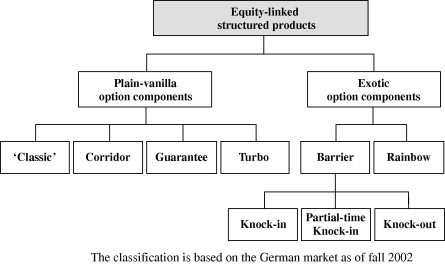 Equity-linked
structured products
Plain-vanilla
option components
Exotic
option components
‘Classic’
Corridor
Guarantee
Turbo
Barrier
Rainbow
Knock-in
Partial-time
Knock-in
Knock-out
The classification is based on the German market as of fall 2002